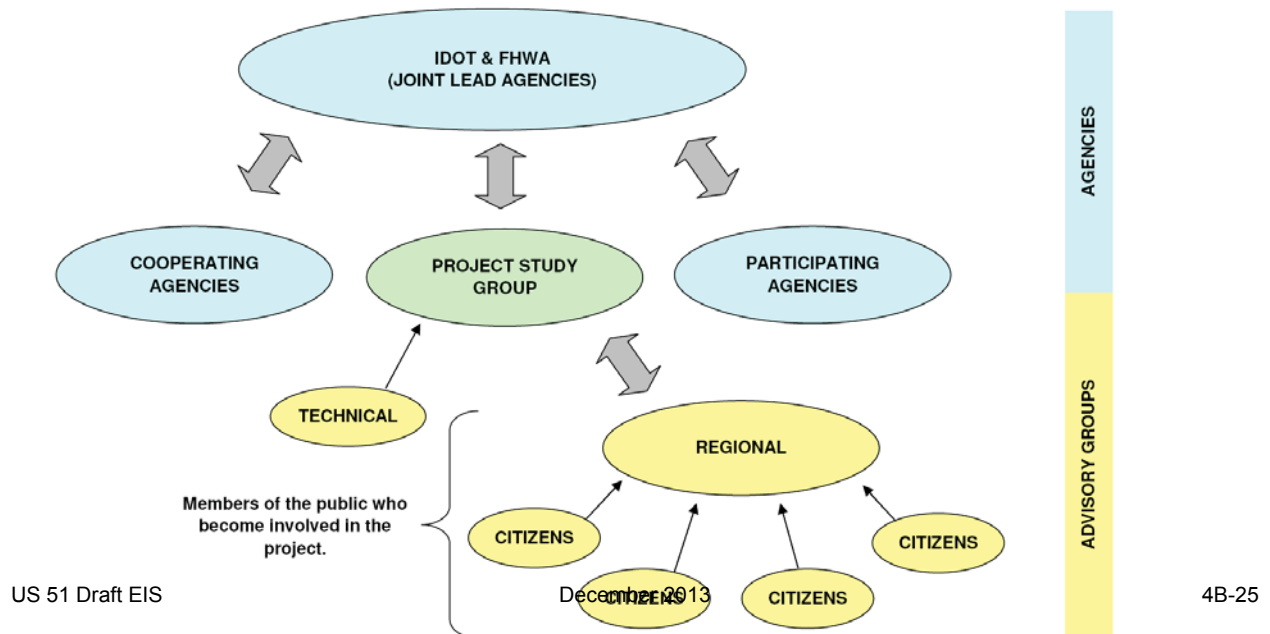 IDOT & FHWA
(JOINT LEAD AGENCIES)
AGENCIES
COOPERATING
AGENCIES
PROJECT STUDY
GROUP
PARTICIPATING
AGENCIES
TECHNICAL
REGIONAL
ADVISORY GROUPS
Members of the public who
become involved in the
project.
CITIZENS
CITIZENS
CITIZENS
CITIZENS
US 51 Draft EIS
December 2013
4B-25